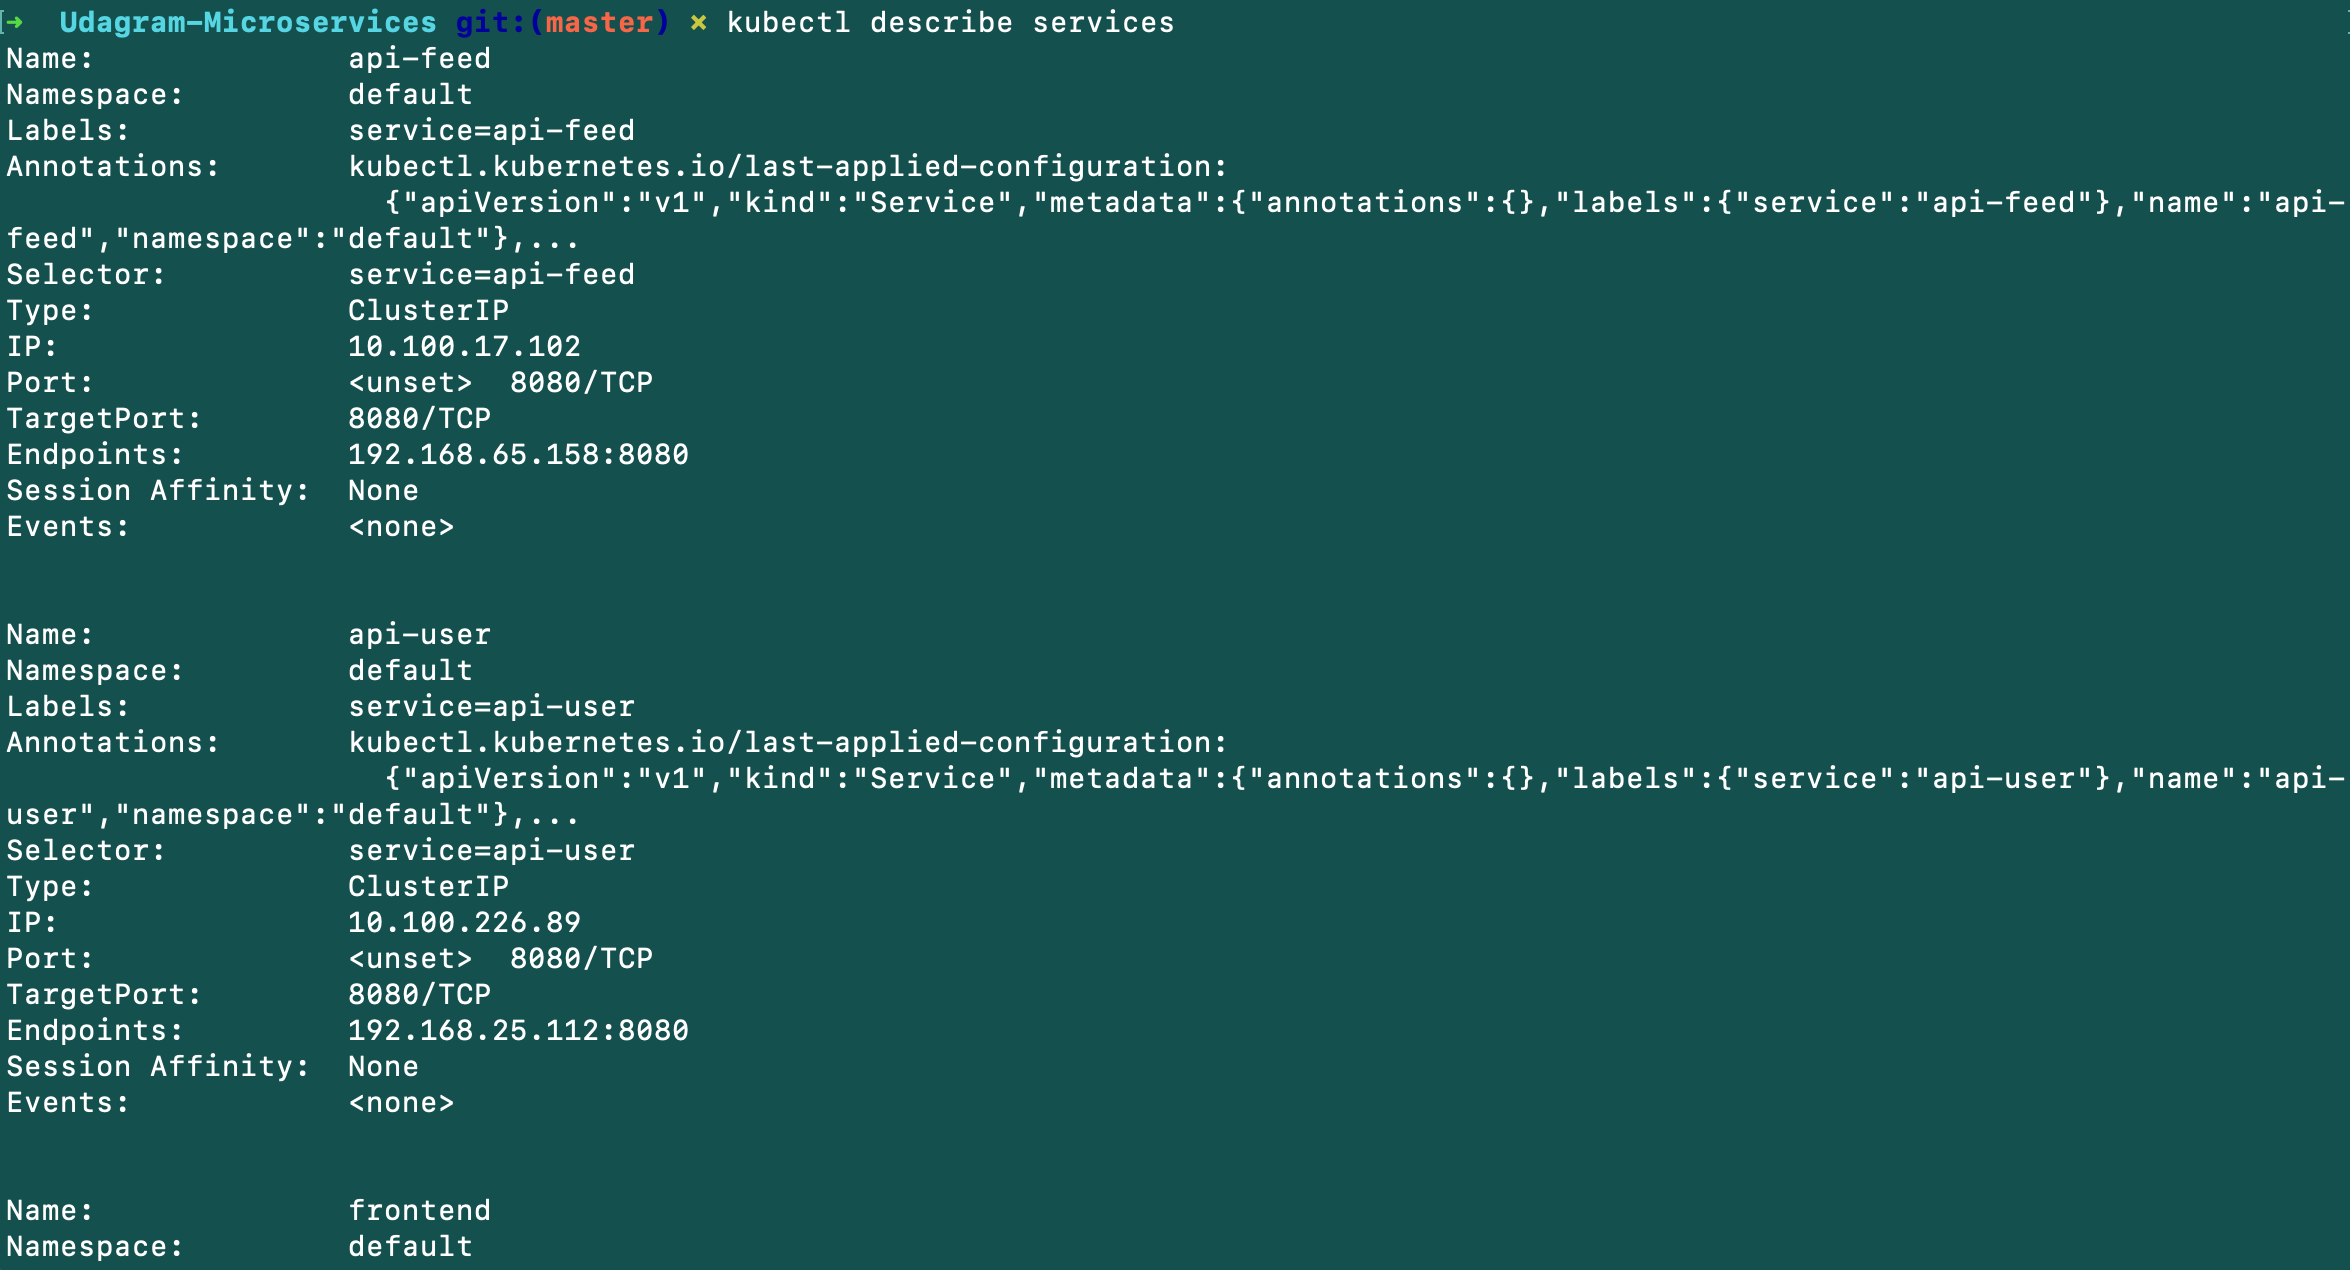 ➜  Udagram-Microservices git:(master) ✗ kubectl describe services
Name:              api-feed
Namespace:         default
Labels:            service=api-feed
Annotations:       kubectl.kubernetes.io/last-applied-configuration:
                     {"apiVersion":"v1","kind":"Service","metadata":{"annotations":{},"labels":{"service":"api-feed"},"name":"api-
feed","namespace":"default"},...
Selector:          service=api-feed
Type:              ClusterIP
IP:                10.100.17.102
Port:              <unset>  8080/TCP
TargetPort:        8080/TCP
Endpoints:         192.168.65.158:8080
Session Affinity:  None
Events:            <none>


Name:              api-user
Namespace:         default
Labels:            service=api-user
Annotations:       kubectl.kubernetes.io/last-applied-configuration:
                     {"apiVersion":"v1","kind":"Service","metadata":{"annotations":{},"labels":{"service":"api-user"},"name":"api-
user","namespace":"default"},...
Selector:          service=api-user
Type:              ClusterIP
IP:                10.100.226.89
Port:              <unset>  8080/TCP
TargetPort:        8080/TCP
Endpoints:         192.168.25.112:8080
Session Affinity:  None
Events:            <none>


Name:              frontend
Namespace:         default